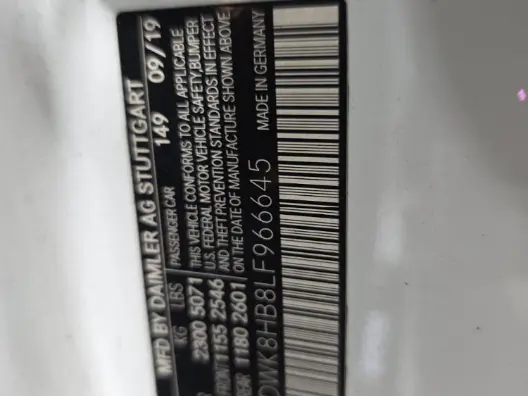 MFD BY DAIMLER AG STUTTGART
149 09/19
KG LBS PASSENGER CAR
2300 5071
1155 2546
1180 2601
THIS VEHICLE CONFORMS TO ALL APPLICABLE
U.S. FEDERAL MOTOR VEHICLE SAFETY,BUMPER
AND THEFT PREVENTION STANDARDS IN EFFECT
ON THE DATE OF MANUFACTURE SHOWN ABOVE
WK8HB8LF966645 MADE IN GERMANY